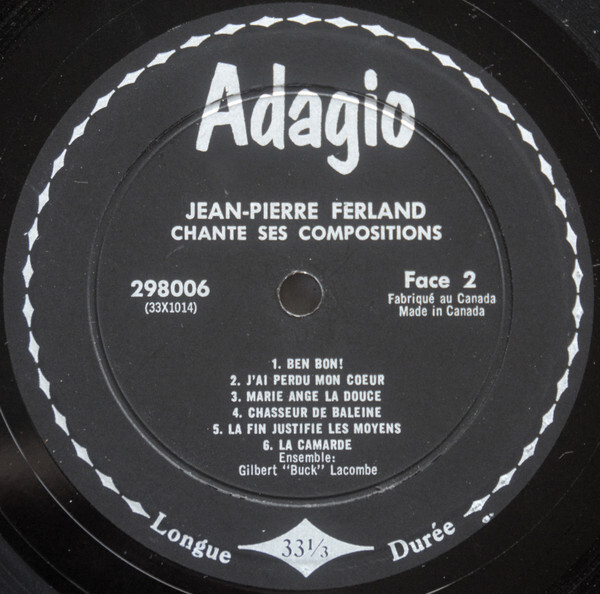 Adagio
JEAN-PIERRE FERLAND
CHANTE SES COMPOSITIONS
298006
(33X1014)
Face 2
Fabriqué au Canada
Made in Canada
1. BEN BON!
2. J'AI PERDU MON COEUR
3. MARIE ANGE LA DOUCE
4. CHASSEUR DE BALEINE
5. LA FIN JUSTIFIE LES MOYENS
6. LA CAMARDE
Ensemble:
Gilbert "Buck" Lacombe
Longue 33⅓ Durée